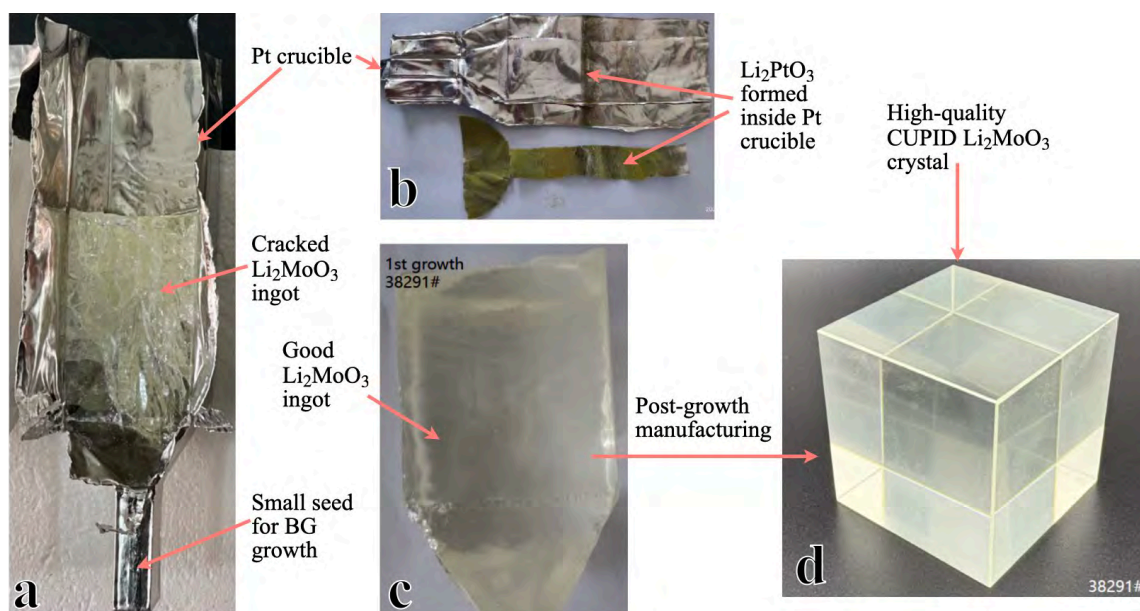 Pt crucible
Cracked
Li₂MoO₃
ingot
Small seed
for BG
growth
a
b
Li₂PtO₃
formed
inside Pt
crucible
1st growth
38291#
Good
Li₂MoO₃
ingot
c
Post-growth
manufacturing
High-quality
CUPID Li₂MoO₃
crystal
d
38291#